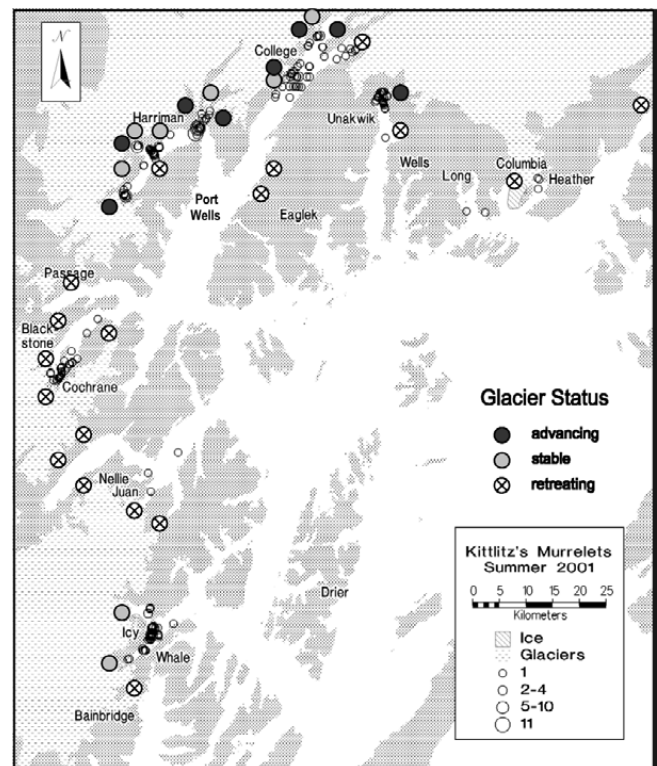 N
College
Harriman
Unakwik
Wells
Long
Columbia
Heather
Port
Wells
Eaglek
Passage
Black
stone
Cochrane
Glacier Status
advancing
stable
retreating
Nellie
Juan
Kittlitz's Murrelets
Summer 2001
0 5 10 15 20 25
Kilometers
Ice
Glaciers
1
2-4
5-10
11
Drier
Icy
Whale
Bainbridge